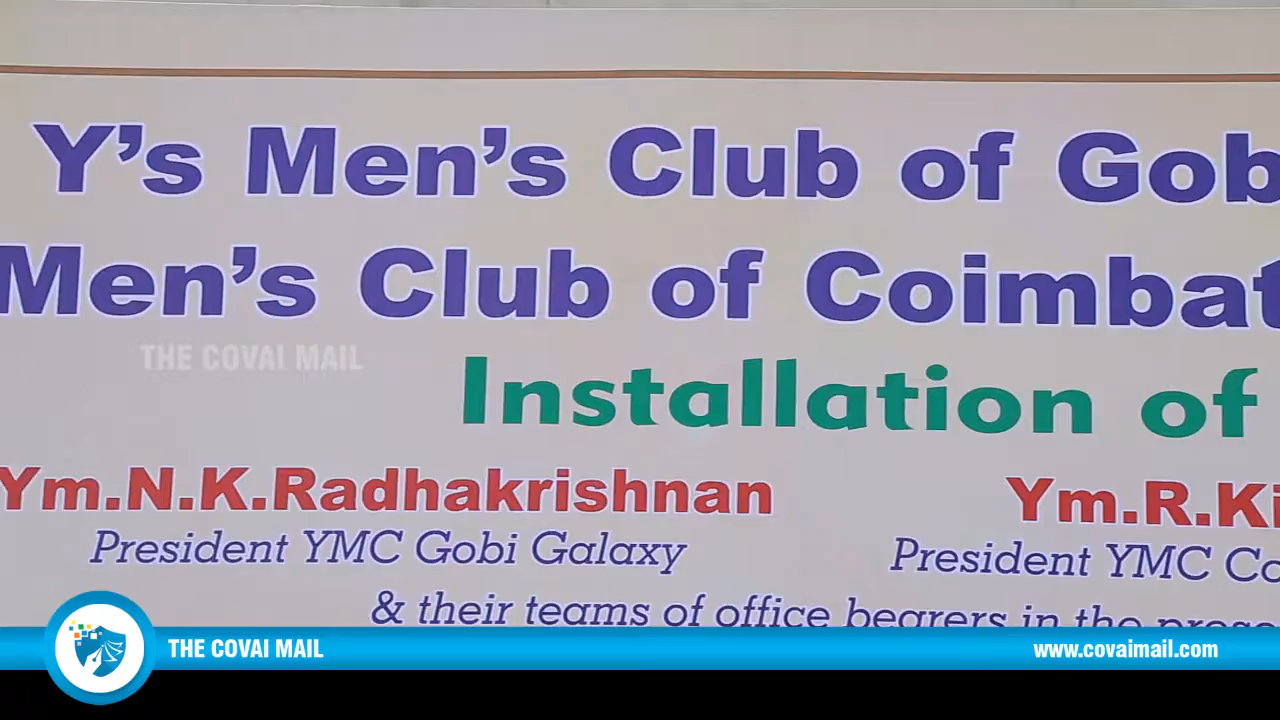 Y's Men's Club of Gob
Men's Club of Coimbat
THE COVAI MAIL
Installation of
Ym.N.K.Radhakrishnan
Ym.R.Ki
President YMC Gobi Galaxy
President YMC Co
& their teams of office bearers in the prese
THE COVAI MAIL
www.covaimail.com